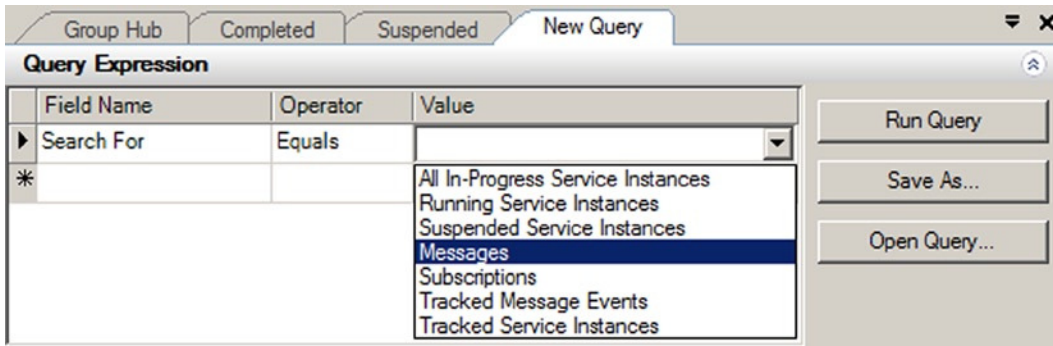 Group Hub Completed Suspended New Query
Query Expression
Field Name Operator Value
Search For Equals
Run Query
All In-Progress Service Instances
Running Service Instances
Suspended Service Instances
Messages
Subscriptions
Tracked Message Events
Tracked Service Instances
Save As...
Open Query...